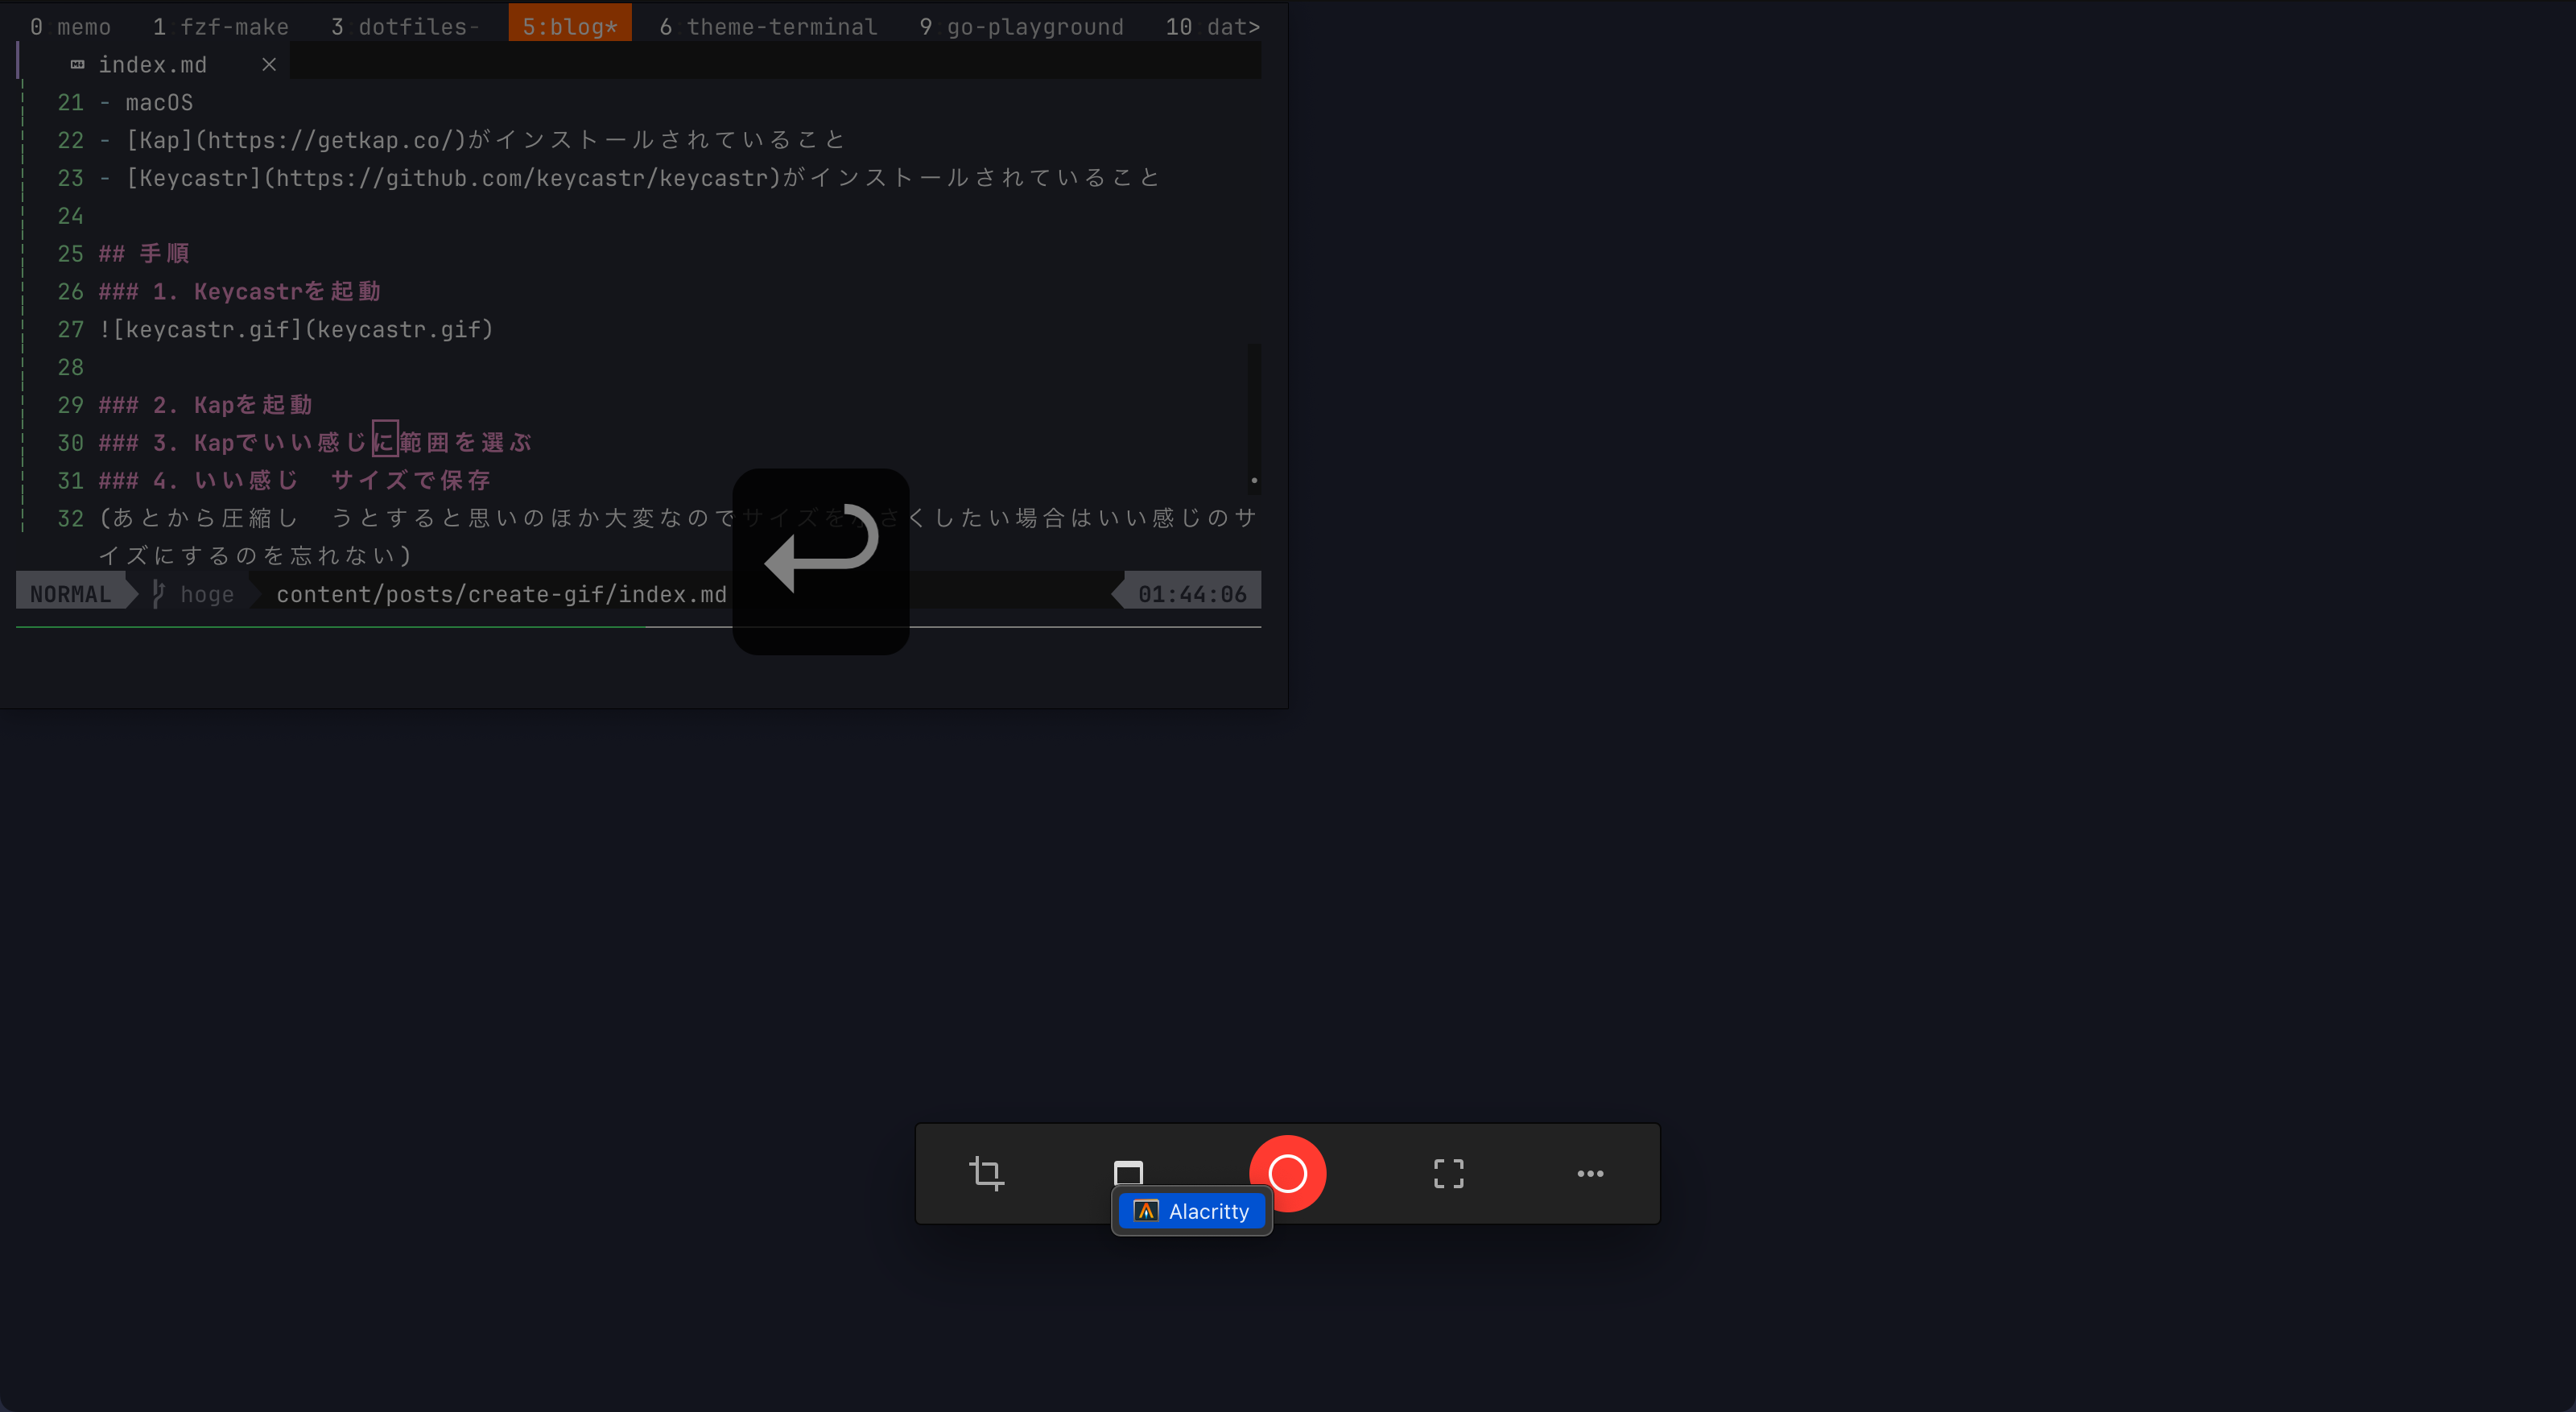 0 memo 1 fzf-make 3 dotfiles- 5:blog* 6 theme-terminal 9 go-playground 10 dat>
index.md ×
21 - macOS
22 - [Kap](https://getkap.co/)がインストールされていること
23 - [Keycastr](https://github.com/keycastr/keycastr)がインストールされていること
24
25 ## 手順
26 ### 1. Keycastrを起動
27 ![keycastr.gif](keycastr.gif)
28
29 ### 2. Kapを起動
30 ### 3. Kapでいい感じに範囲を選ぶ
31 ### 4. いい感じ サイズで保存
32 (あとから圧縮し うとすると思いのほか大変なのでサイズを小さくしたい場合はいい感じのサ
イズにするのを忘れない)
NORMAL hoge content/posts/create-gif/index.md 01:44:06
Alacritty